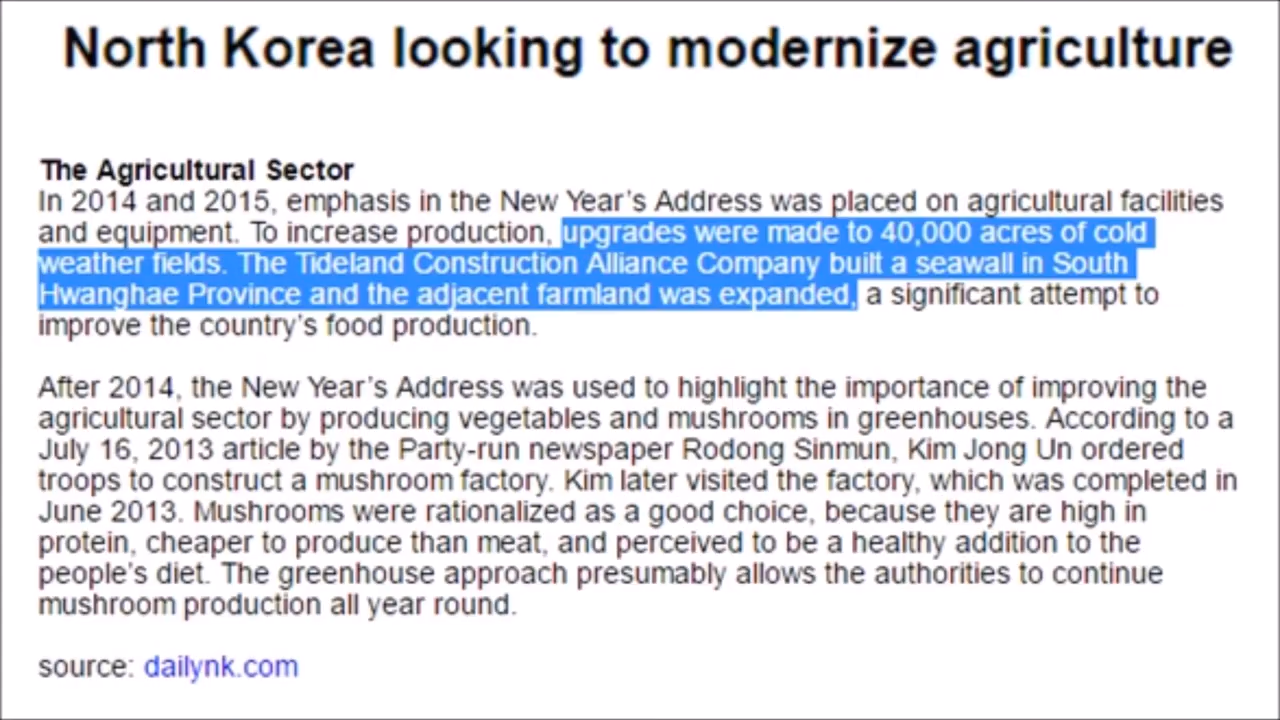 North Korea looking to modernize agriculture
The Agricultural Sector
In 2014 and 2015, emphasis in the New Year’s Address was placed on agricultural facilities
and equipment. To increase production, upgrades were made to 40,000 acres of cold
weather fields. The Tideland Construction Alliance Company built a seawall in South
Hwanghae Province and the adjacent farmland was expanded, a significant attempt to
improve the country’s food production.
After 2014, the New Year’s Address was used to highlight the importance of improving the
agricultural sector by producing vegetables and mushrooms in greenhouses. According to a
July 16, 2013 article by the Party-run newspaper Rodong Sinmun, Kim Jong Un ordered
troops to construct a mushroom factory. Kim later visited the factory, which was completed in
June 2013. Mushrooms were rationalized as a good choice, because they are high in
protein, cheaper to produce than meat, and perceived to be a healthy addition to the
people’s diet. The greenhouse approach presumably allows the authorities to continue
mushroom production all year round.
source: dailynk.com